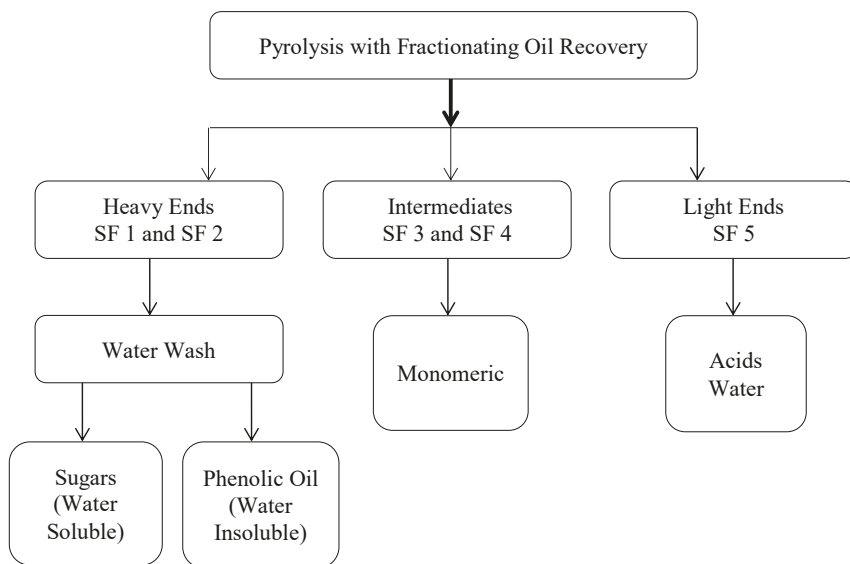 Pyrolysis with Fractionating Oil Recovery
Heavy Ends
SF 1 and SF 2
Intermediates
SF 3 and SF 4
Light Ends
SF 5
Water Wash
Monomeric
Acids
Water
Sugars
(Water
Soluble)
Phenolic Oil
(Water
Insoluble)